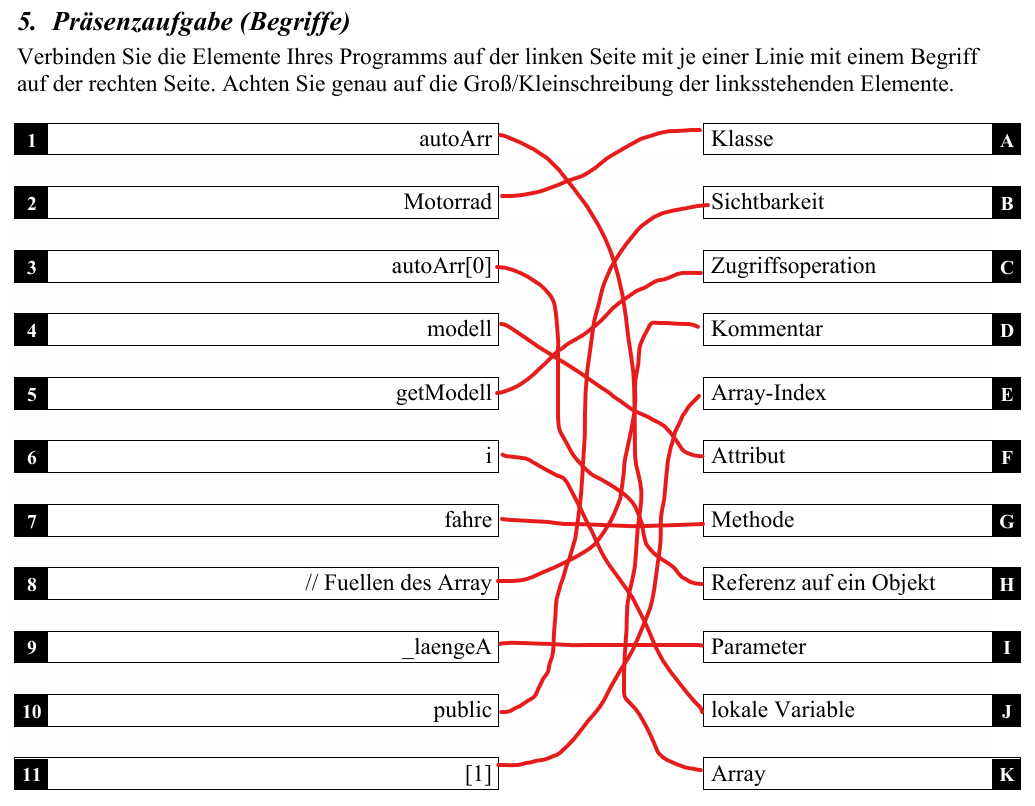 5. Präsenzaufgabe (Begriffe)
Verbinden Sie die Elemente Ihres Programms auf der linken Seite mit je einer Linie mit einem Begriff
auf der rechten Seite. Achten Sie genau auf die Groß/Kleinschreibung der linksstehenden Elemente.
1 autoArr Klasse A
2 Motorrad Sichtbarkeit B
3 autoArr[0] Zugriffsoperation C
4 modell Kommentar D
5 getModell Array-Index E
6 i Attribut F
7 fahre Methode G
8 // Fuellen des Array Referenz auf ein Objekt H
9 _laengeA Parameter I
10 public lokale Variable J
11 [1] Array K